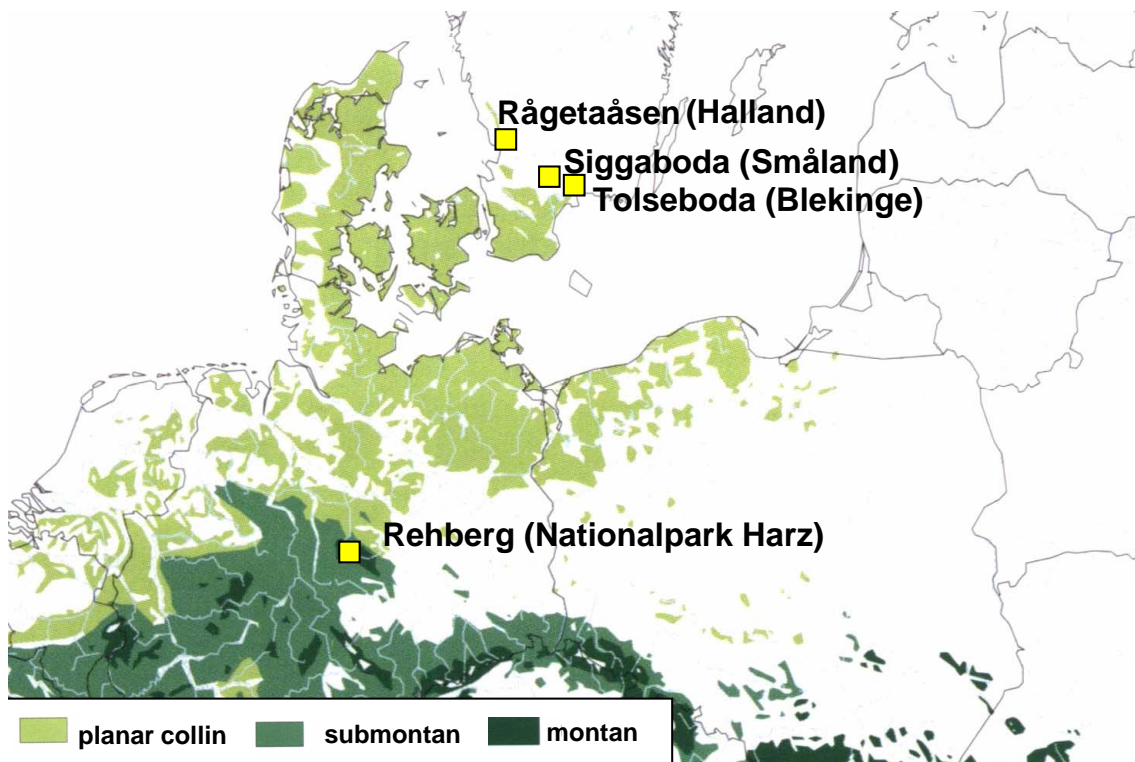 Rågetaåsen (Halland)
Siggaboda (Småland)
Tolseboda (Blekinge)
Rehberg (Nationalpark Harz)
planar collin submontan montan